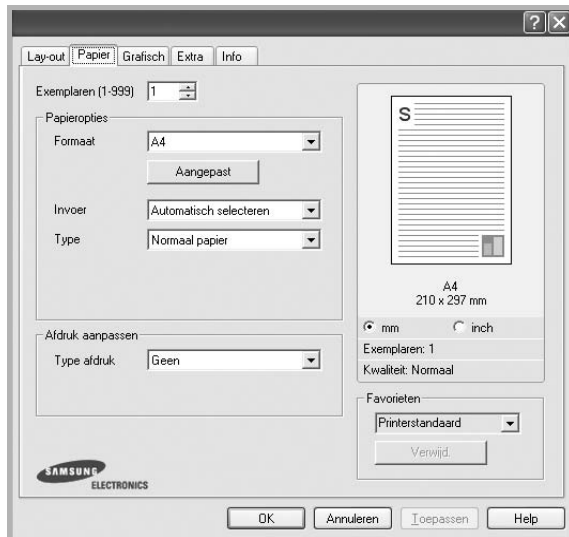 Lay-out Papier Grafisch Extra Info
Exemplaren (1-999) 1
Papieropties
Formaat A4
Aangepast
Invoer Automatisch selecteren
Type Normaal papier
Afdruk aanpassen
Type afdruk Geen
S
A4
210 x 297 mm
mm inch
Exemplaren: 1
Kwaliteit: Normaal
Favorieten
Printerstandaard
Verwijd.
SAMSUNG
ELECTRONICS
OK Annuleren Toepassen Help